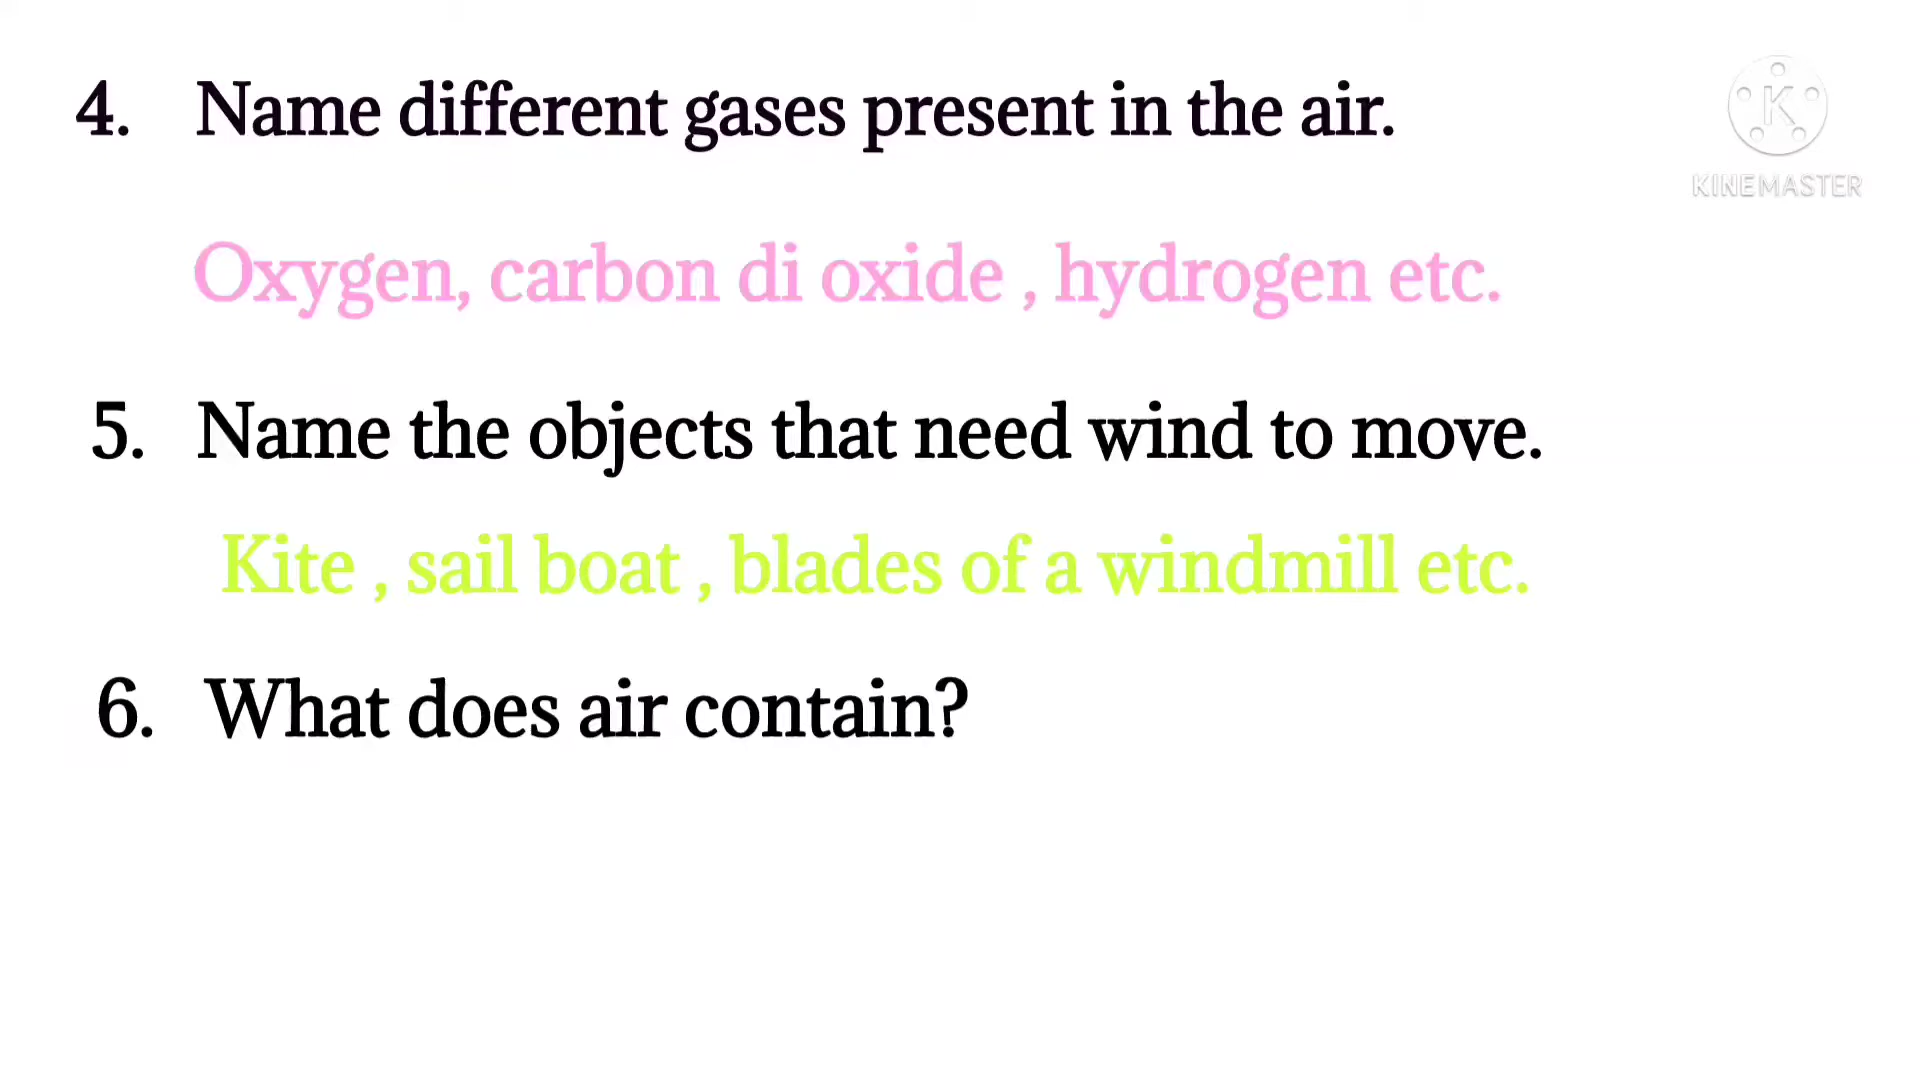 4. Name different gases present in the air.
KINEMASTER
Oxygen, carbon di oxide , hydrogen etc.
5. Name the objects that need wind to move.
Kite , sail boat , blades of a windmill etc.
6. What does air contain?